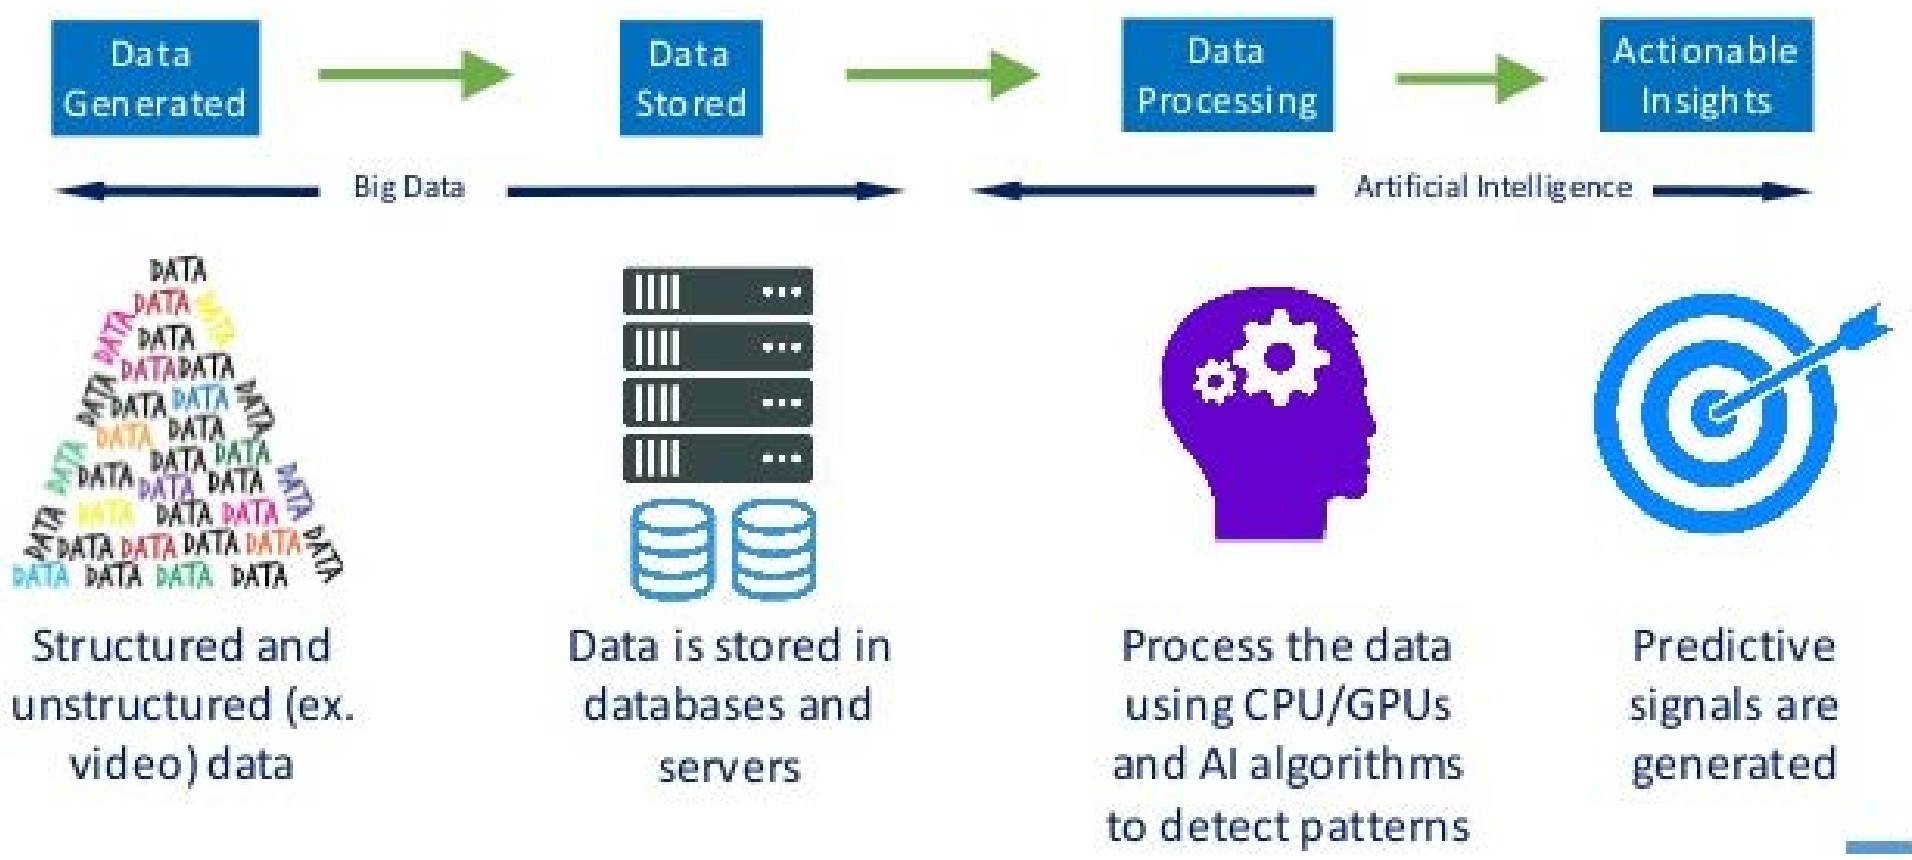 Data
Generated
Data
Stored
Data
Processing
Actionable
Insights
Big Data
Artificial Intelligence
DATA
DATA
DATA
DATA
DATA
DATADATA
DATA
DATA DATA
DATA
DATA DATA
DATA
DATA DATA
DATA DATA DATA
DATA
DATA
DATA DATA DATA
DATA
DATA DATA DATA DATA
DATA
DATA DATA DATA DATA
Structured and
unstructured (ex.
video) data
Data is stored in
databases and
servers
Process the data
using CPU/GPUs
and AI algorithms
to detect patterns
Predictive
signals are
generated